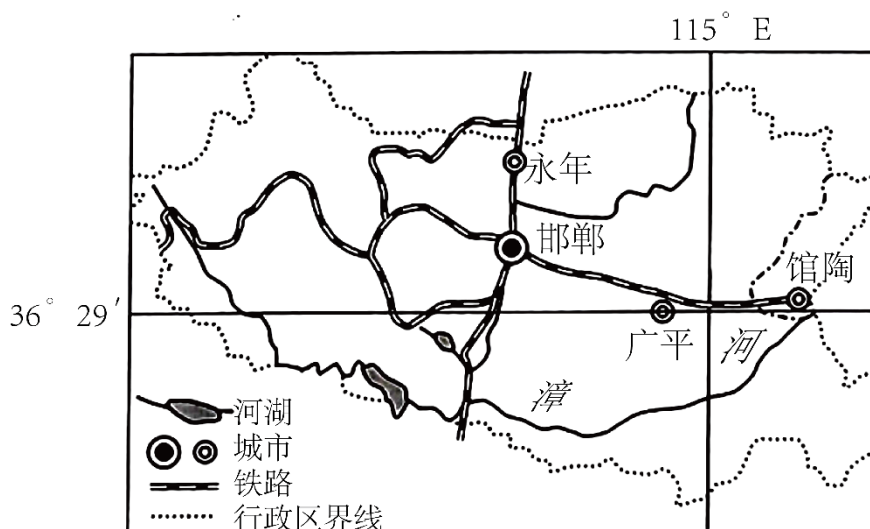 115° E
永年
邯郸
馆陶
36° 29′
广平
河
漳
河湖
城市
铁路
行政区界线